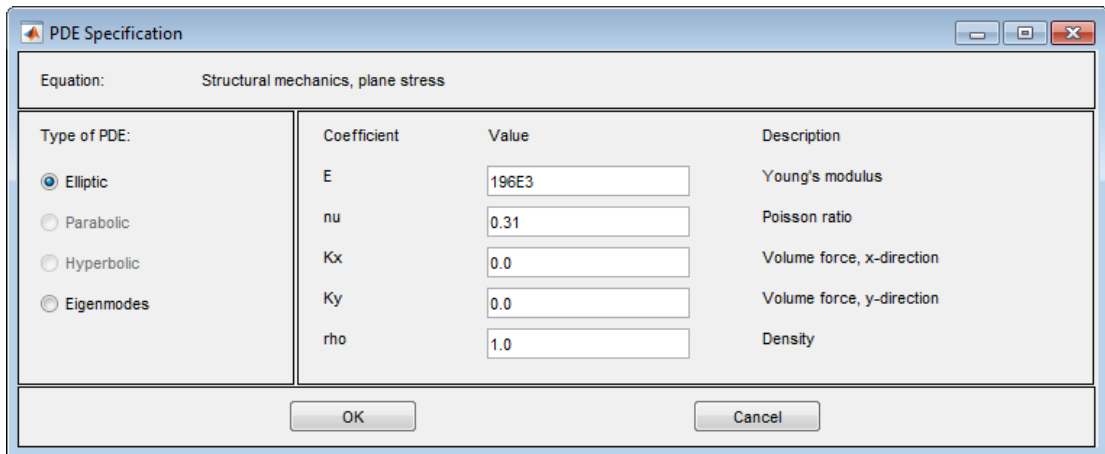 PDE Specification
Equation: Structural mechanics, plane stress
Type of PDE:
Elliptic
Parabolic
Hyperbolic
Eigenmodes
Coefficient Value Description
E 196E3 Young's modulus
nu 0.31 Poisson ratio
Kx 0.0 Volume force, x-direction
Ky 0.0 Volume force, y-direction
rho 1.0 Density
OK Cancel